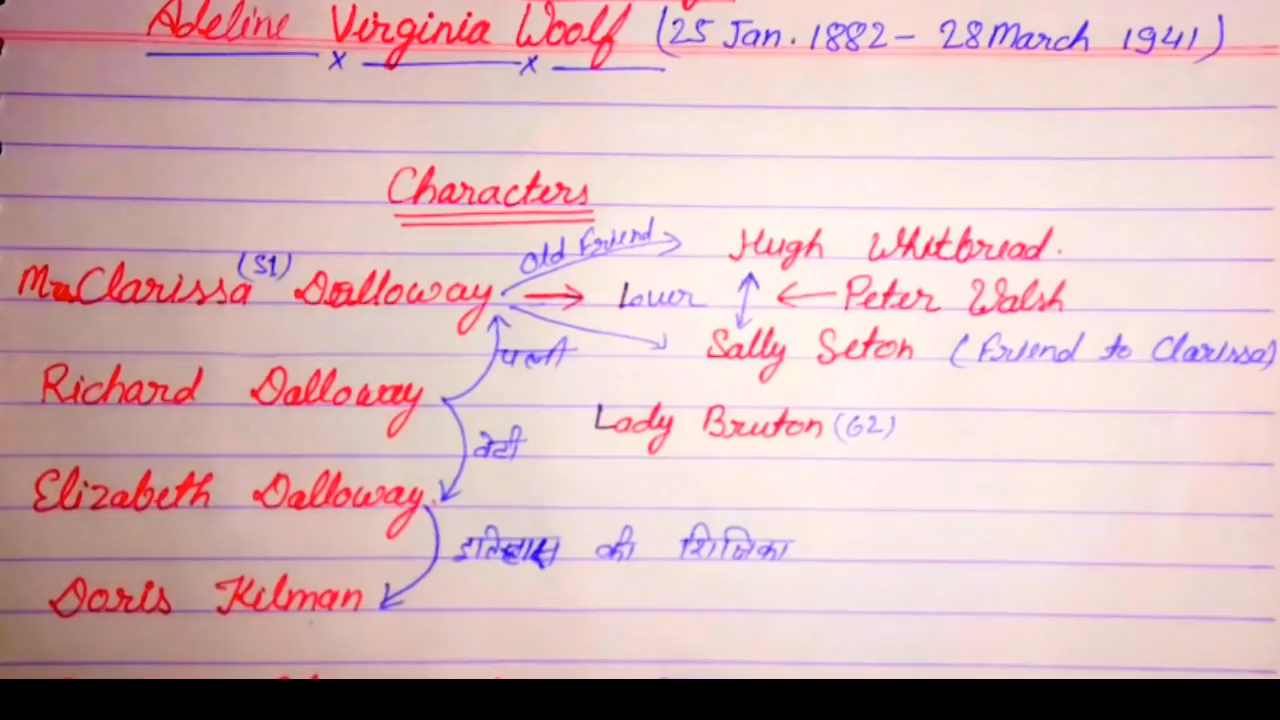 Adeline Virginia Woolf (25 Jan. 1882 - 28 March 1941)
Characters
Old Friend Hugh Whitbread.
Clarissa (51) Dalloway Lover Peter Walsh
Sally Seton (Friend to Clarissa)
पत्नी
Richard Dalloway
Lady Bruton (62)
बेटी
Elizabeth Dalloway
इतिहास की शिक्षिका
Doris Kilman